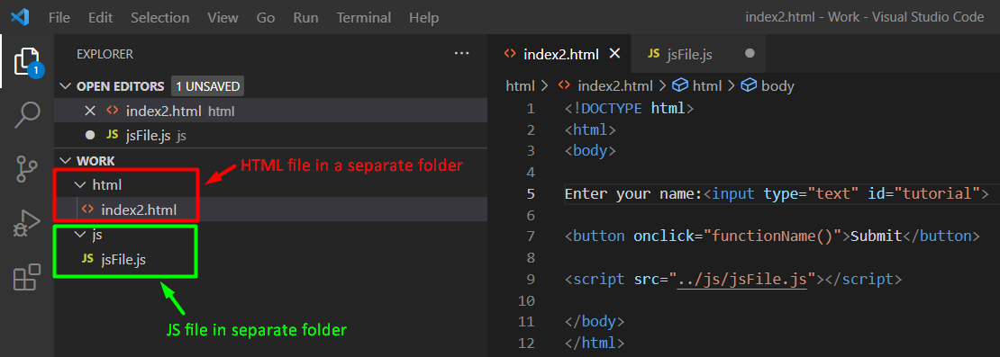 File Edit Selection View Go Run Terminal Help index2.html - Work - Visual Studio Code
1
EXPLORER ···
OPEN EDITORS 1 UNSAVED
index2.html html
JS jsFile.js js
WORK
html
index2.html
js
jsFile.js
HTML file in a separate folder
JS file in separate folder
index2.html JS jsFile.js
html > index2.html > html > body
1 <!DOCTYPE html>
2 <html>
3 <body>
4
5 Enter your name:<input type="text" id="tutorial">
6
7 <button onclick="functionName()">Submit</button>
8
9 <script src="../js/jsFile.js"></script>
10
11 </body>
12 </html>